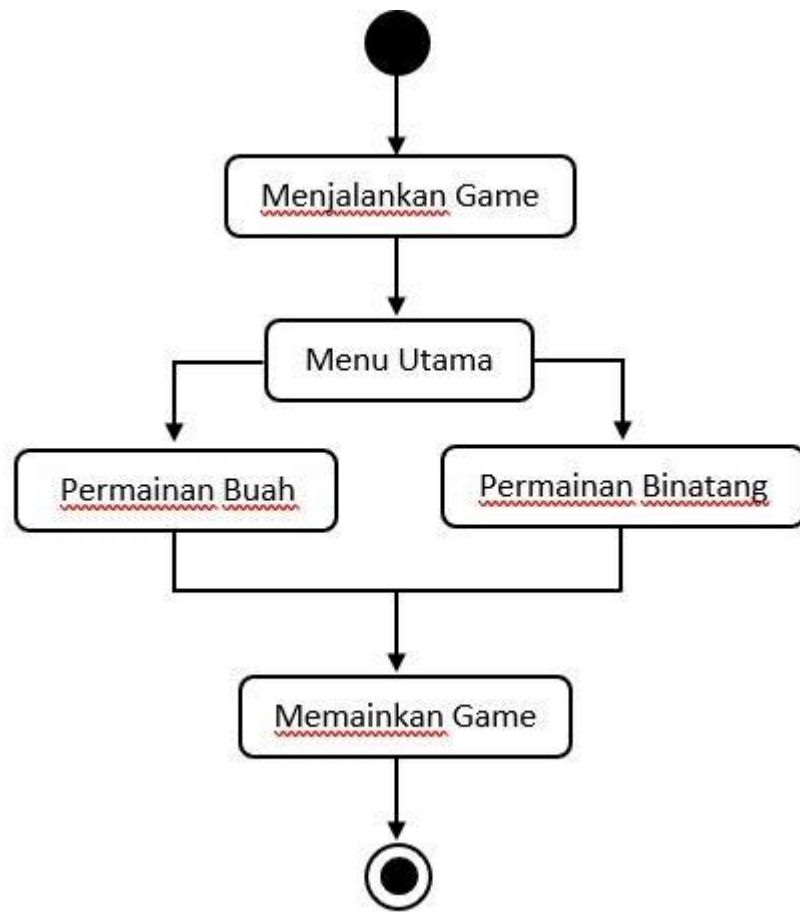 Menjalankan Game
Menu Utama
Permainan Buah
Permainan Binatang
Memainkan Game